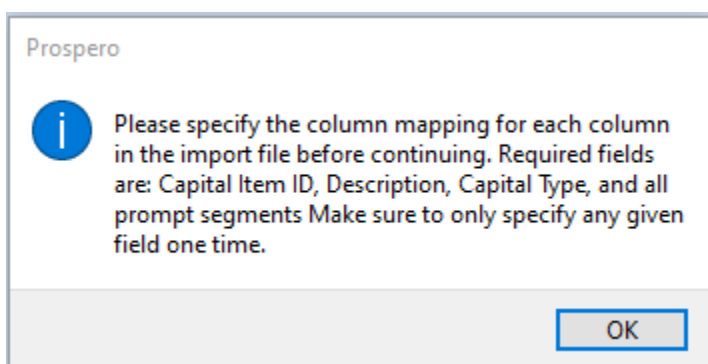 Prospero
Please specify the column mapping for each column
in the import file before continuing. Required fields
are: Capital Item ID, Description, Capital Type, and all
prompt segments Make sure to only specify any given
field one time.
OK